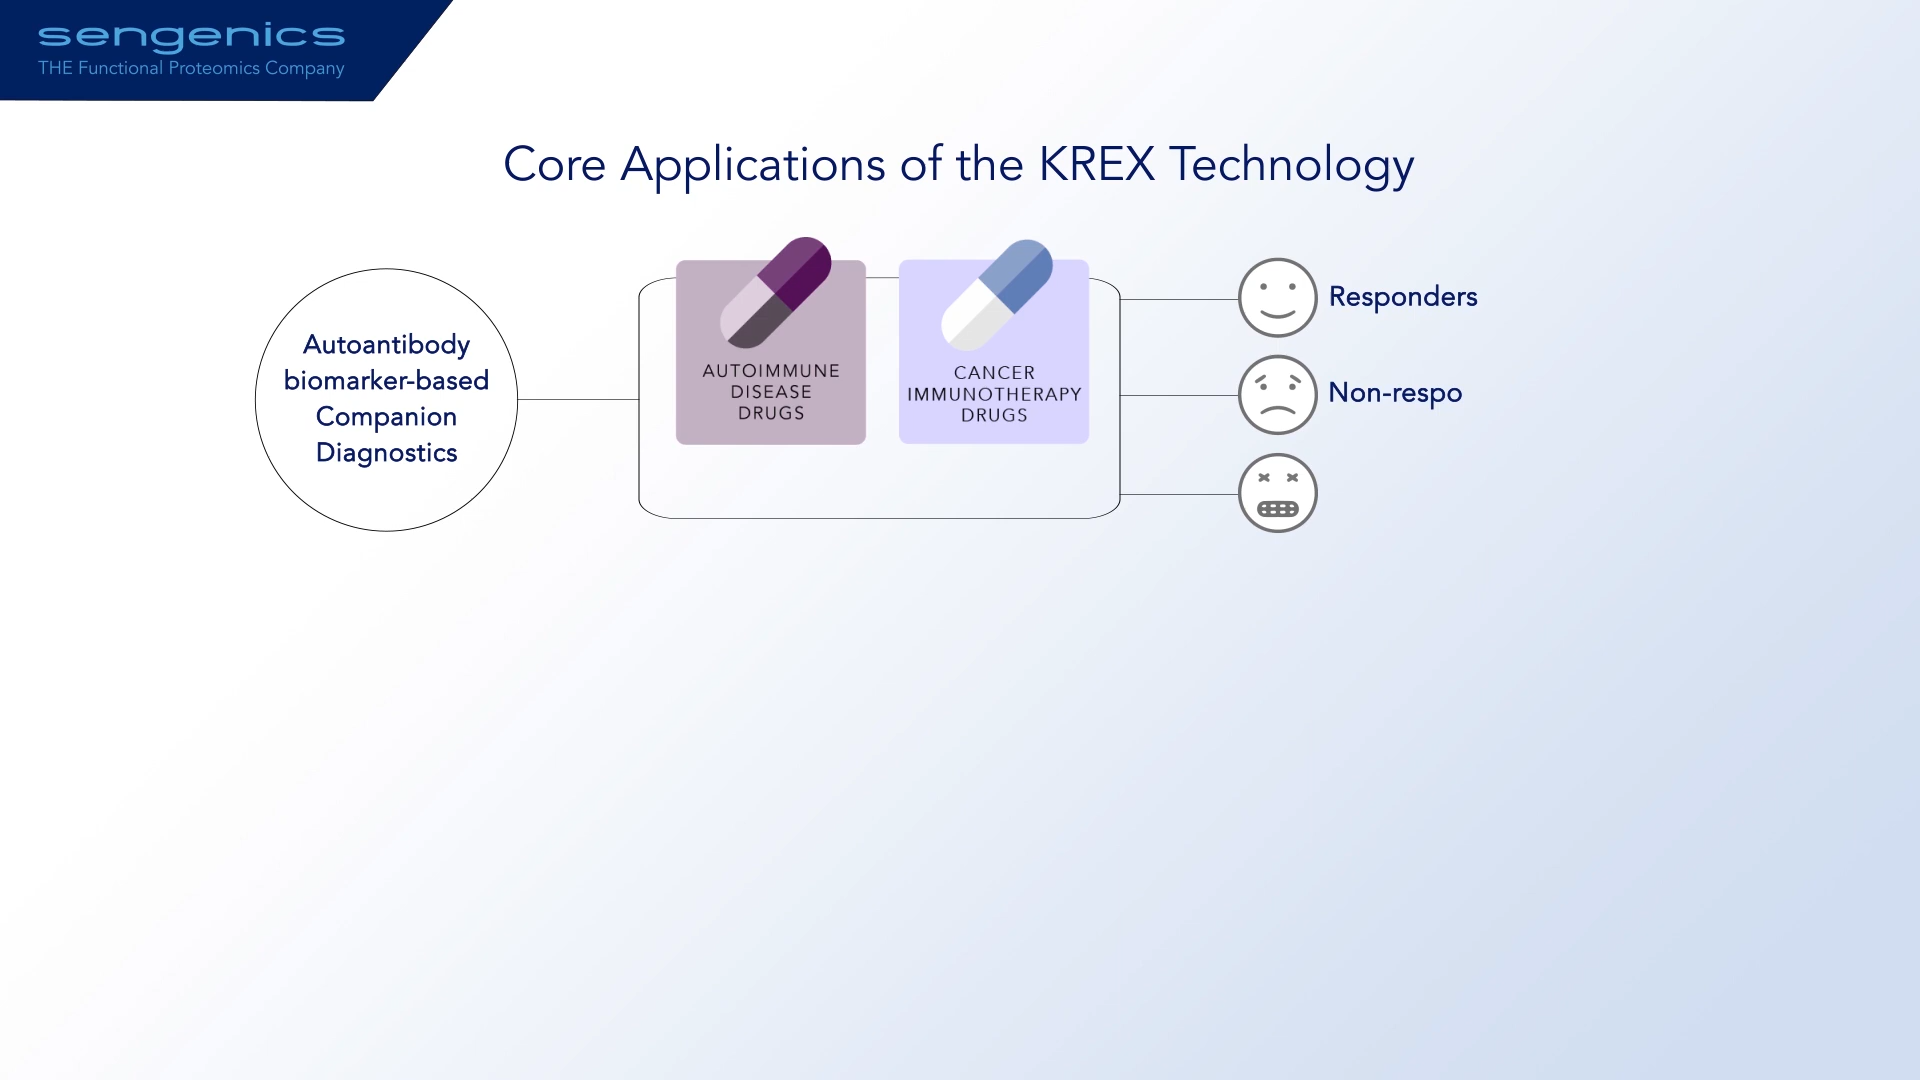 sengenics
THE Functional Proteomics Company
Core Applications of the KREX Technology
Autoantibody
biomarker-based
Companion
Diagnostics
AUTOIMMUNE
DISEASE
DRUGS
CANCER
IMMUNOTHERAPY
DRUGS
Responders
Non-respo